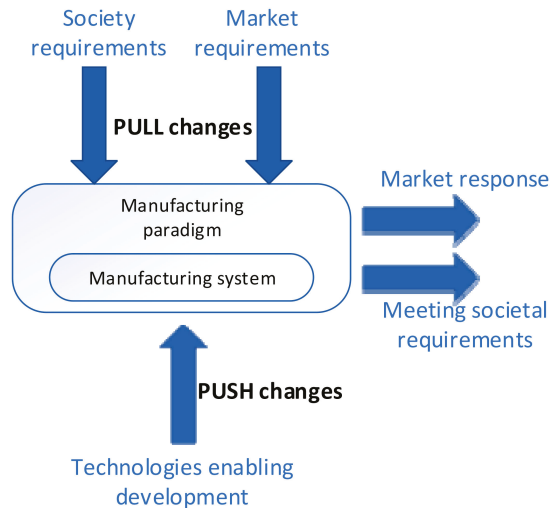 Society
requirements
Market
requirements
PULL changes
Manufacturing
paradigm
Manufacturing system
Market response
Meeting societal
requirements
PUSH changes
Technologies enabling
development